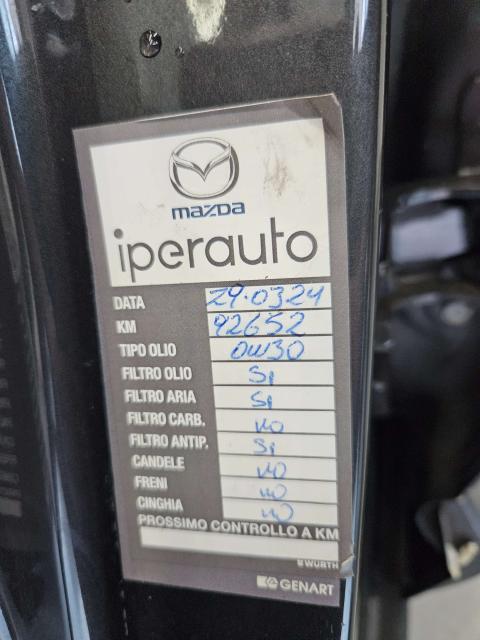 mazda
iperauto
DATA 29.03.24
KM 92652
TIPO OLIO 0W30
FILTRO OLIO Si
FILTRO ARIA Si
FILTRO CARB. NO
FILTRO ANTIP. Si
CANDELE NO
FRENI NO
CINGHIA NO
PROSSIMO CONTROLLO A KM
WÜRTH
GENART